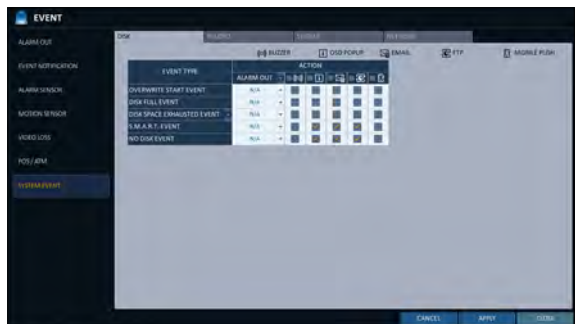 EVENT
ALARM OUT
EVENT NOTIFICATION
ALARM SENSOR
MOTION SENSOR
VIDEO LOSS
POS/ATM
SYSTEM EVENT
DISK
BUZZER
OSD POPUP
EMAIL
FTP
MOBILE PUSH
EVENT TYPE
ACTION
ALARM OUT
OVERWRITE START EVENT N/A
DISK FULL EVENT N/A
DISK SPACE EXHAUSTED EVENT N/A
S.M.A.R.T. EVENT N/A
NO DISK EVENT N/A
CANCEL
APPLY
CLOSE